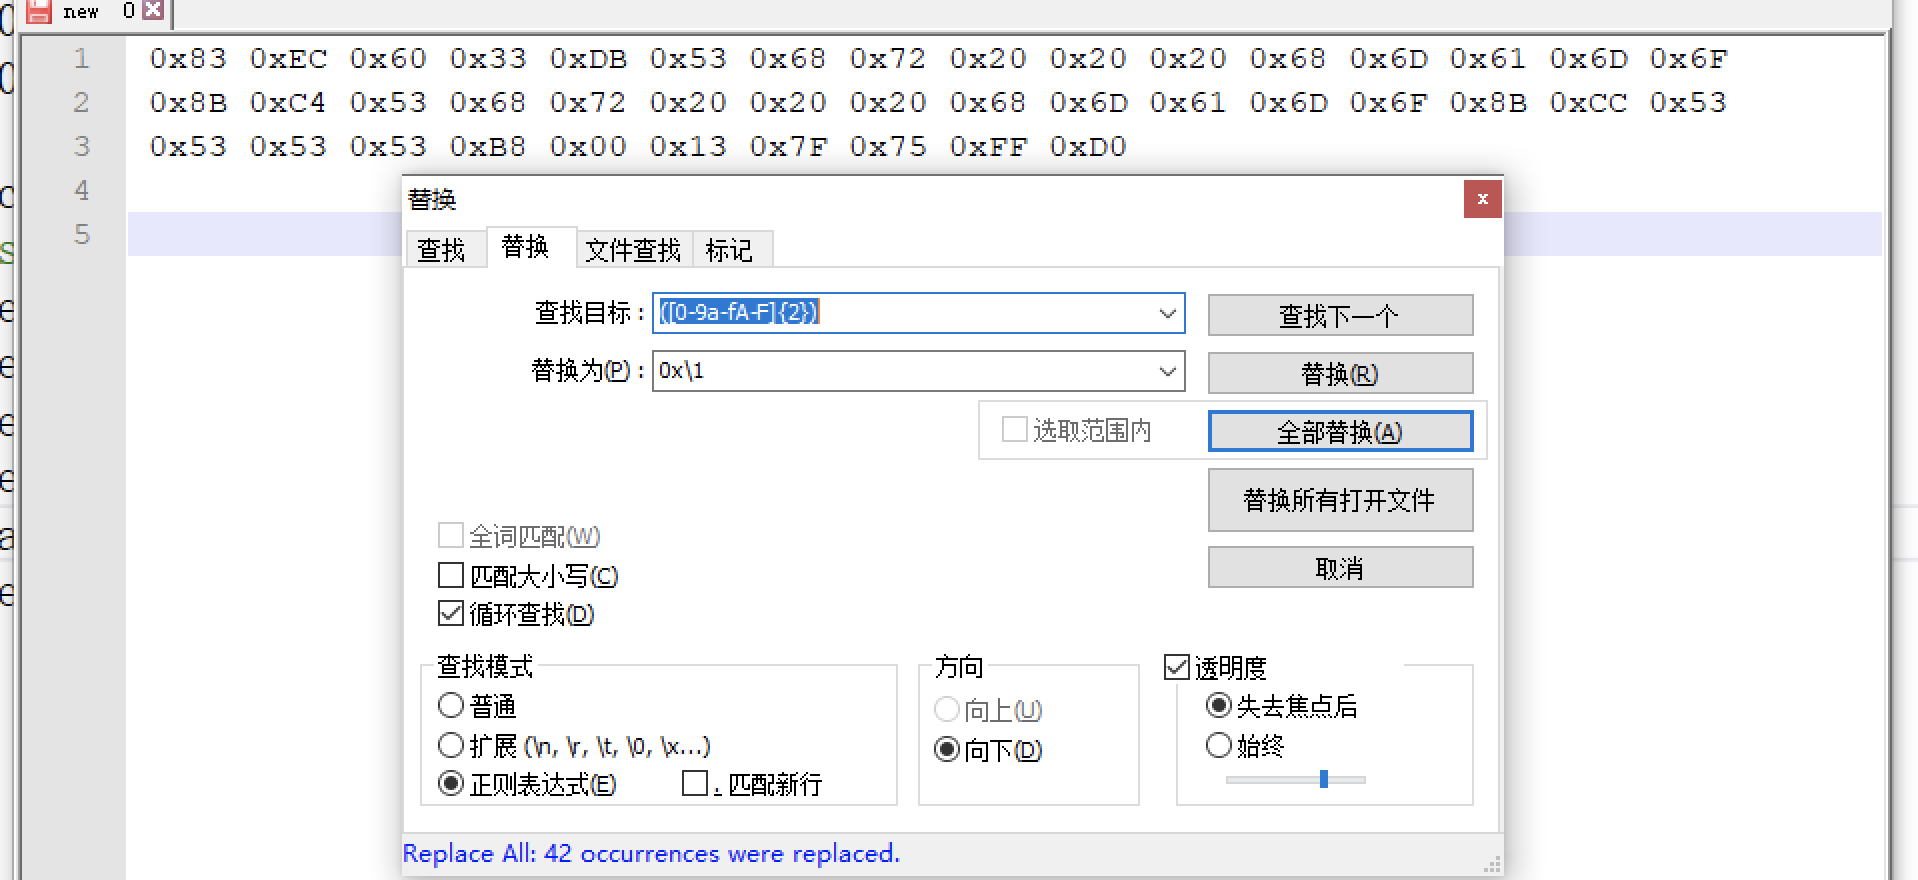 new 0
1 0x83 0xEC 0x60 0x33 0xDB 0x53 0x68 0x72 0x20 0x20 0x20 0x68 0x6D 0x61 0x6D 0x6F
2 0x8B 0xC4 0x53 0x68 0x72 0x20 0x20 0x20 0x68 0x6D 0x61 0x6D 0x6F 0x8B 0xCC 0x53
3 0x53 0x53 0x53 0xB8 0x00 0x13 0x7F 0x75 0xFF 0xD0
4
5
替换
查找 替换 文件查找 标记
查找目标: ([0-9a-fA-F]{2}) 查找下一个
替换为(P): 0x\1 替换(R)
选取范围内 全部替换(A)
替换所有打开文件
取消
全词匹配(W)
匹配大小写(C)
循环查找(D)
查找模式
普通
扩展 (\n, \r, \t, \0, \x...)
正则表达式(E) . 匹配新行
方向
向上(U)
向下(D)
透明度
失去焦点后
始终
Replace All: 42 occurrences were replaced.